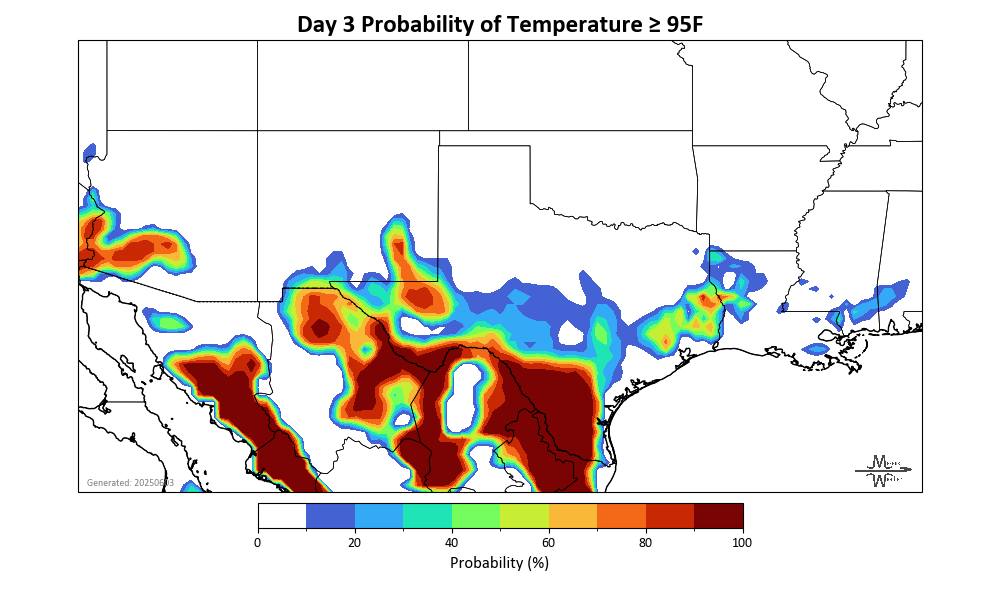 Day 3 Probability of Temperature ≥ 95F
Generated: 20250603
0 20 40 60 80 100
Probability (%)